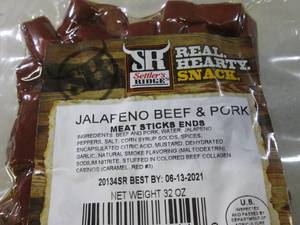 SR
Settler's
RIDGE
REAL.
HEARTY.
SNACK.
JALAFENO BEEF & PORK
MEAT STICKS ENDS
INGREDIENTS: BEEF AND PORK, WATER, JALAPENO
PEPPERS, SALT, CORN SYRUP SOLIDS, SPICES,
ENCAPSULATED CITRIC ACID, MUSTARD, DEHYDRATED
GARLIC, NATURAL SMOKE FLAVORING (MALTODEXTRIN),
SODIUM NITRITE, STUFFED IN COLORED BEEF COLLAGEN
CASINGS (CARAMEL, RED #3)
20134SR BEST BY: 06-13-2021
NET WEIGHT 32 OZ
U.S.
INSPECTED
AND PASSED BY
DEPARTMENT OF
AGRICULTURE